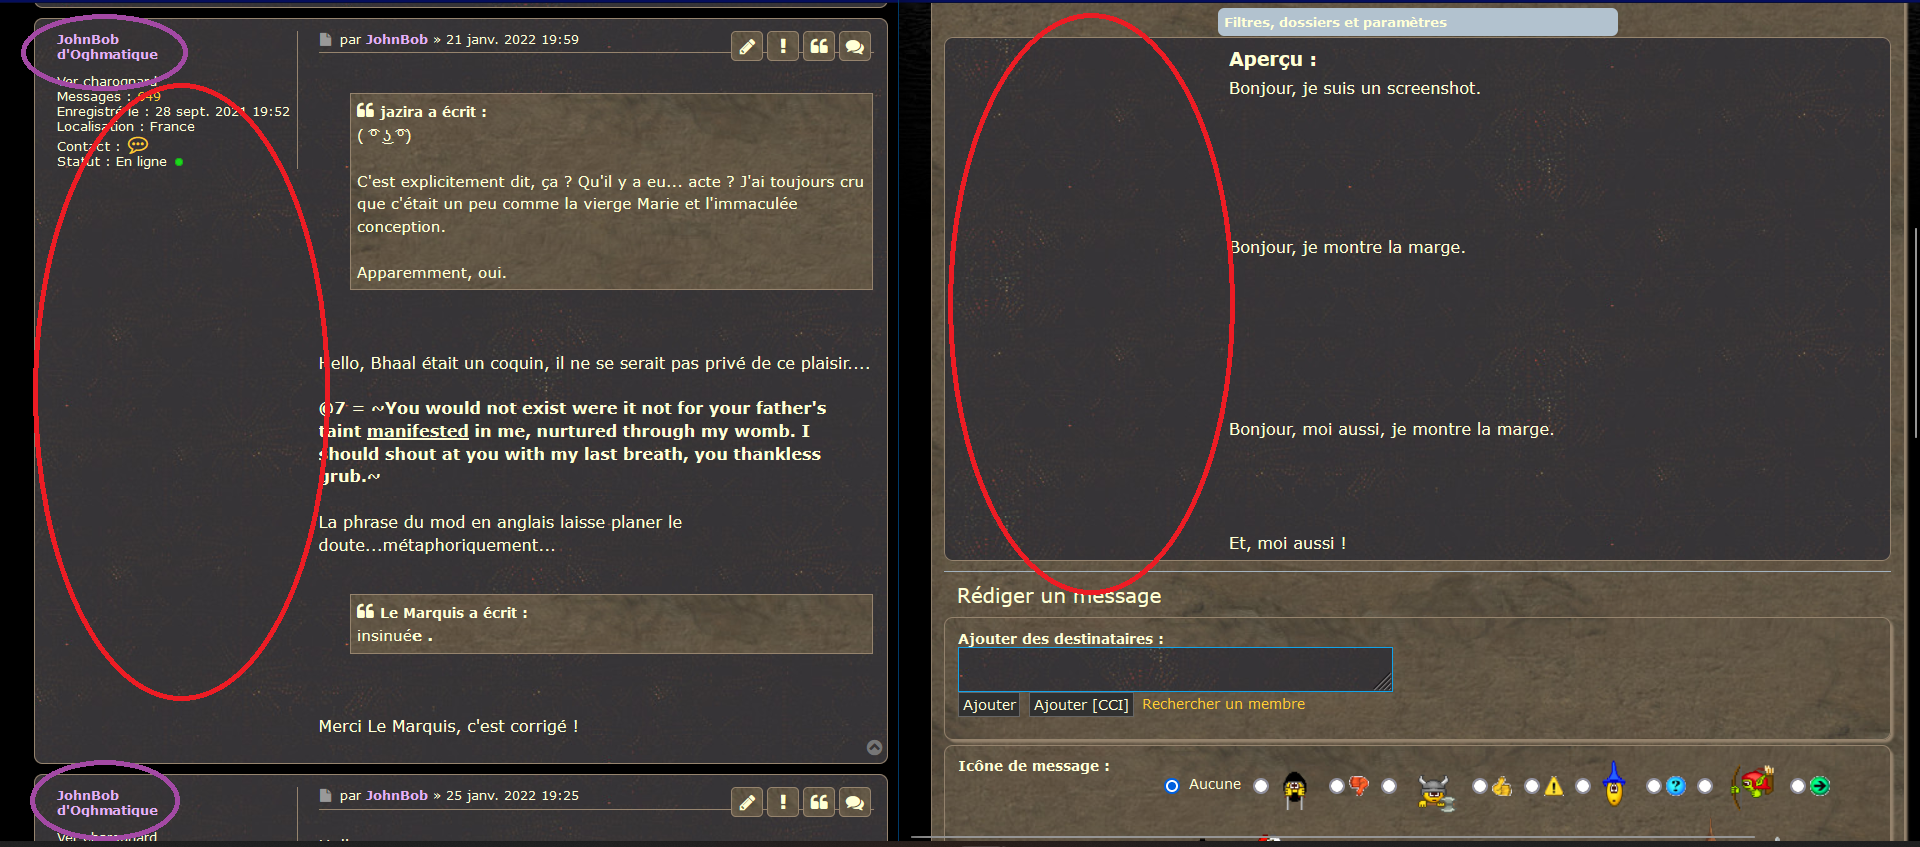 JohnBob
d'Oghmatique
Ver charognard
Messages : 649
Enregistré le : 28 sept. 2021 19:52
Localisation : France
Contact :
Statut : En ligne
par JohnBob » 21 janv. 2022 19:59
jazira a écrit :
( ͡° ͜ʖ ͡°)
C'est explicitement dit, ça ? Qu'il y a eu... acte ? J'ai toujours cru
que c'était un peu comme la vierge Marie et l'immaculée
conception.
Apparemment, oui.
Hello, Bhaal était un coquin, il ne se serait pas privé de ce plaisir....
@7 = ~You would not exist were it not for your father's
taint manifested in me, nurtured through my womb. I
should shout at you with my last breath, you thankless
grub.~
La phrase du mod en anglais laisse planer le
doute...métaphoriquement...
Le Marquis a écrit :
insinuée .
Merci Le Marquis, c'est corrigé !
JohnBob
d'Oghmatique
Ver charognard
par JohnBob » 25 janv. 2022 19:25
Filtres, dossiers et paramètres
Aperçu :
Bonjour, je suis un screenshot.
Bonjour, je montre la marge.
Bonjour, moi aussi, je montre la marge.
Et, moi aussi !
Rédiger un message
Ajouter des destinataires :
Ajouter Ajouter [CCI] Rechercher un membre
Icône de message :
Aucune